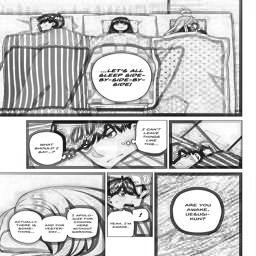 ...LET'S ALL
SLEEP SIDE-
BY-SIDE-BY-
SIDE!
I CAN'T
LEAVE
THINGS
LIKE
THIS...
WHAT
SHOULD I
SAY...?
ARE YOU
AWAKE,
UESUGI-
KUN?
!
YEAH, I'M
AWAKE.
I APOLO-
GIZE FOR
COMING
HERE
WITHOUT
WARNING.
AND FOR
YESTER-
DAY...
ACTUALLY,
THERE IS
SOME-
THING...